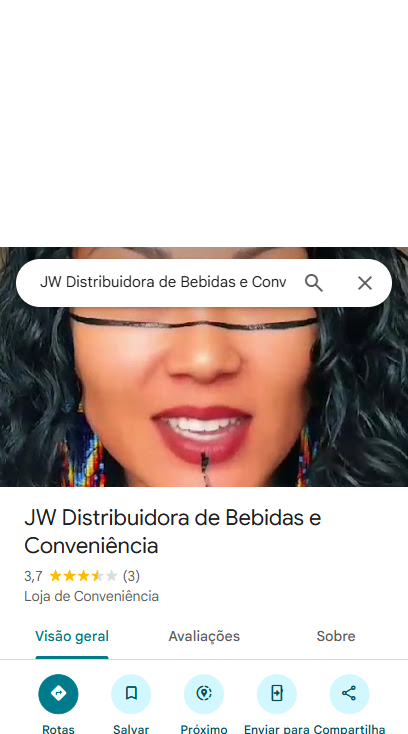 JW Distribuidora de Bebidas e Conv
JW Distribuidora de Bebidas e
Conveniência
3,7 (3)
Loja de Conveniência
Visão geral Avaliações Sobre
Rotas Salvar Próximo Enviar para Compartilha